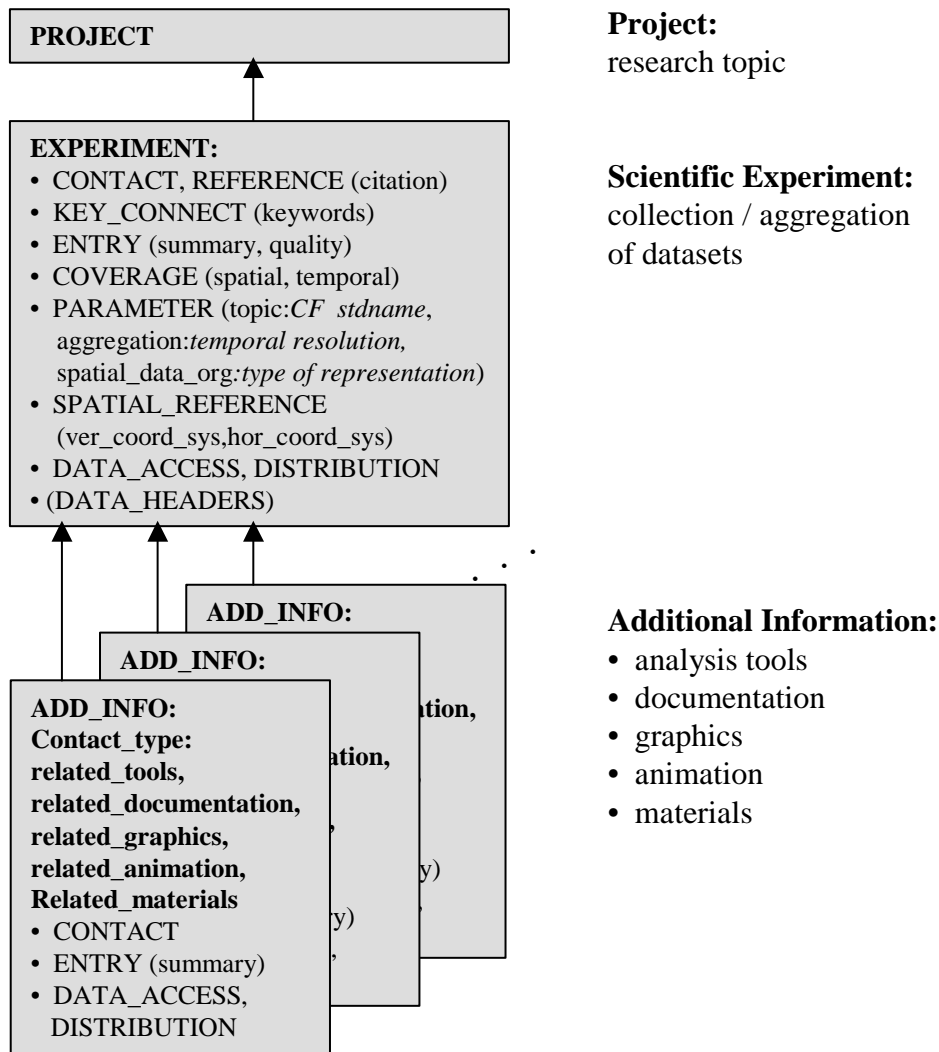 PROJECT
Project:
research topic
EXPERIMENT:
• CONTACT, REFERENCE (citation)
• KEY_CONNECT (keywords)
• ENTRY (summary, quality)
• COVERAGE (spatial, temporal)
• PARAMETER (topic:CF stdname,
aggregation:temporal resolution,
spatial_data_org:type of representation)
• SPATIAL_REFERENCE
(ver_coord_sys,hor_coord_sys)
• DATA_ACCESS, DISTRIBUTION
• (DATA_HEADERS)
Scientific Experiment:
collection / aggregation
of datasets
. . .
ADD_INFO:
ADD_INFO:
ADD_INFO:
Contact_type:
related_tools,
related_documentation,
related_graphics,
related_animation,
Related_materials
• CONTACT
• ENTRY (summary)
• DATA_ACCESS,
DISTRIBUTION
Additional Information:
• analysis tools
• documentation
• graphics
• animation
• materials